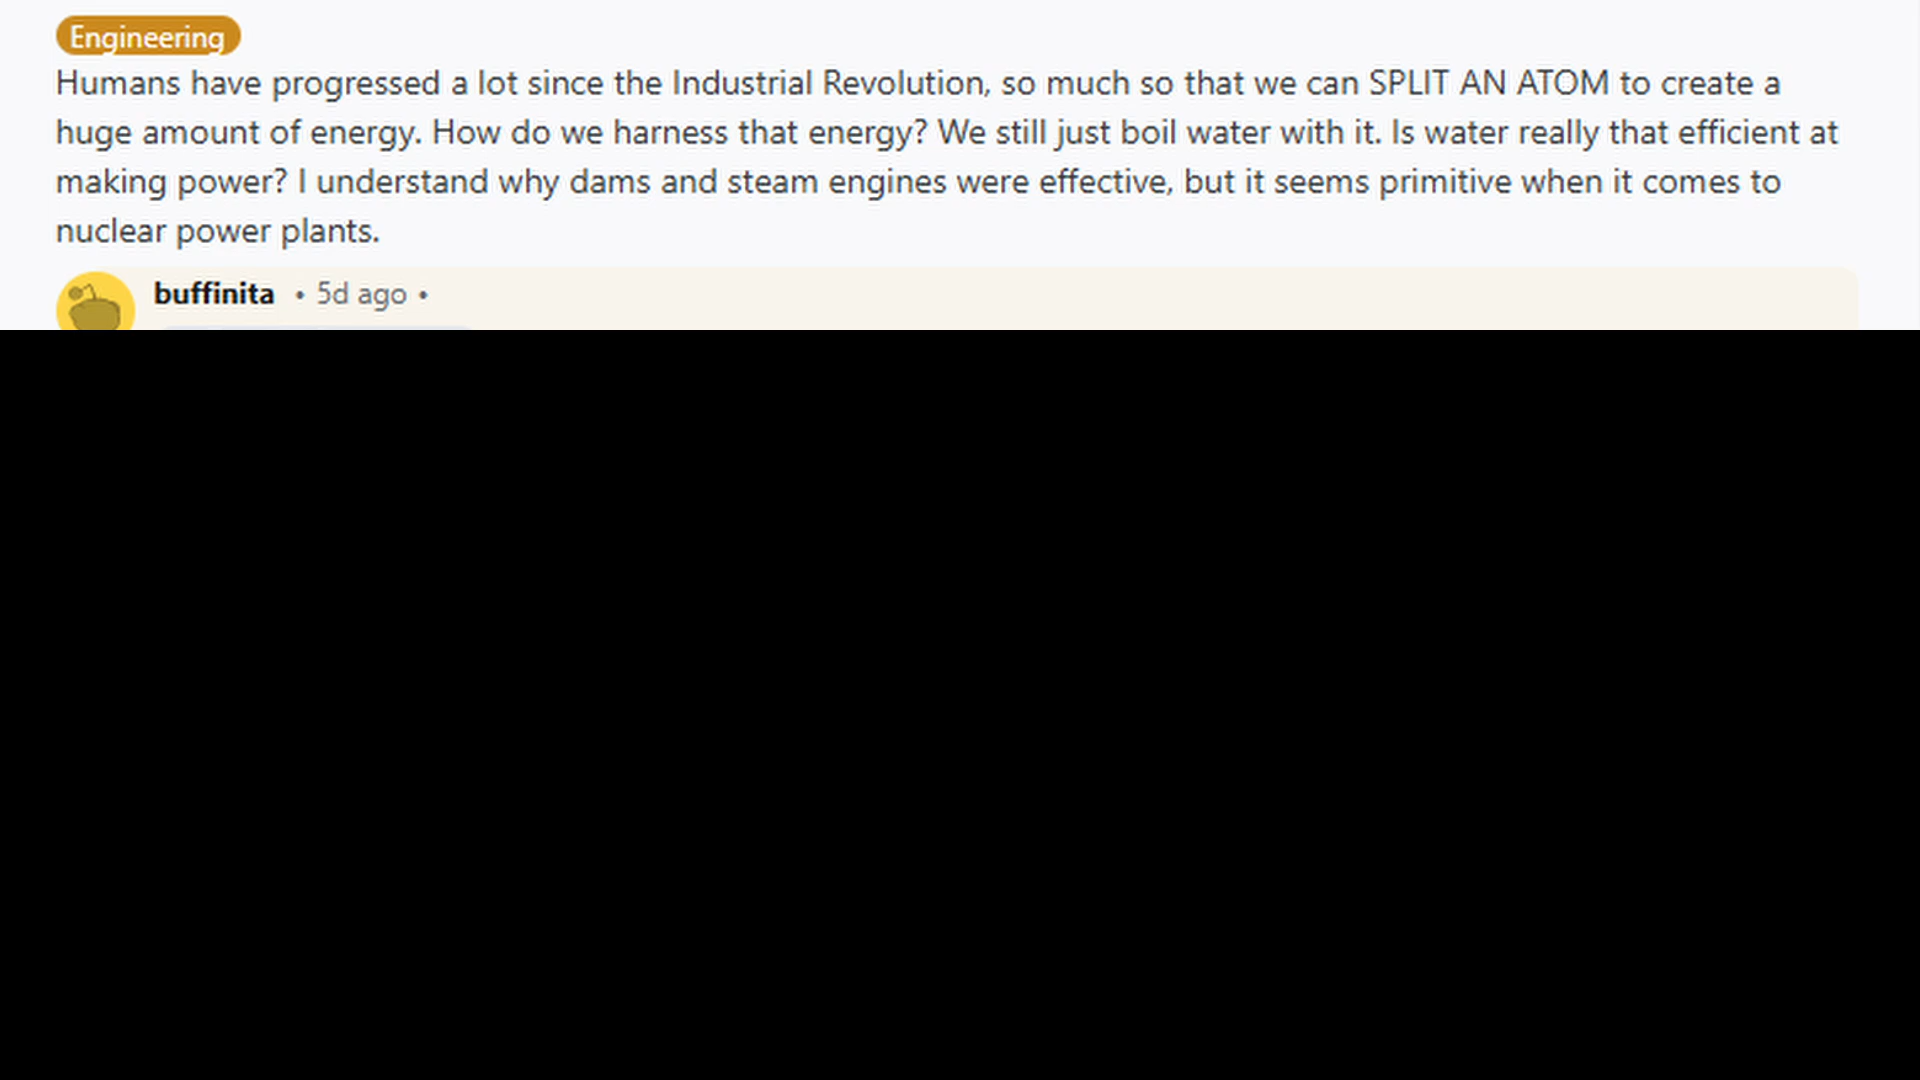 Engineering
Humans have progressed a lot since the Industrial Revolution, so much so that we can SPLIT AN ATOM to create a
huge amount of energy. How do we harness that energy? We still just boil water with it. Is water really that efficient at
making power? I understand why dams and steam engines were effective, but it seems primitive when it comes to
nuclear power plants.
buffinita • 5d ago •